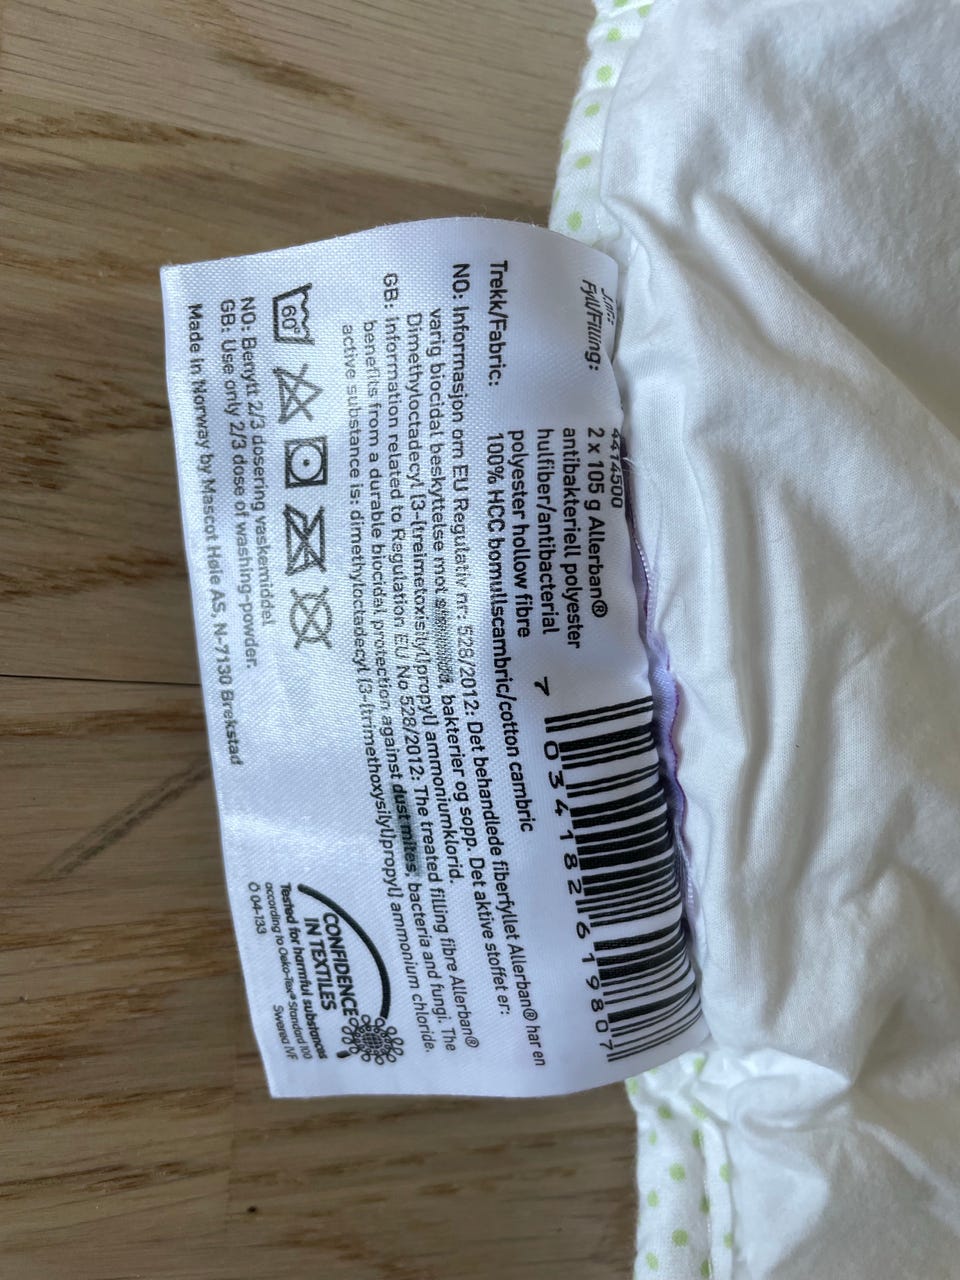 4414500
Fyll/Filling: 2 x 105 g Allerban®
antibakteriell polyester
hulfiber/antibacterial
polyester hollow fibre
Trekk/Fabric: 100% HCC bomullscambric/cotton cambric
7 034182 619807
NO: Informasjon om EU Regulativ nr: 528/2012: Det behandlede fiberfyllet Allerban® har en
varig biocidal beskyttelse mot bakterier og sopp. Det aktive stoffet er:
Dimethyloctadecyl [3-(treimetoxisilyl)propyl] ammoniumklorid.
GB: Information related to Regulation EU No 528/2012: The treated filling fibre Allerban®
benefits from a durable biocidal protection against dust mites, bacteria and fungi. The
active substance is: dimethyloctadecyl [3-(trimethoxysilyl)propyl] ammonium chloride.
60°
NO: Benytt 2/3 dosering vaskemiddel
GB: Use only 2/3 dose of washing-powder.
Made in Norway by Mascot Høie AS, N-7130 Brekstad
CONFIDENCE
IN TEXTILES
Tested for harmful substances
according to Oeko-Tex® Standard 100
Ö 04-133 Swerea IVF